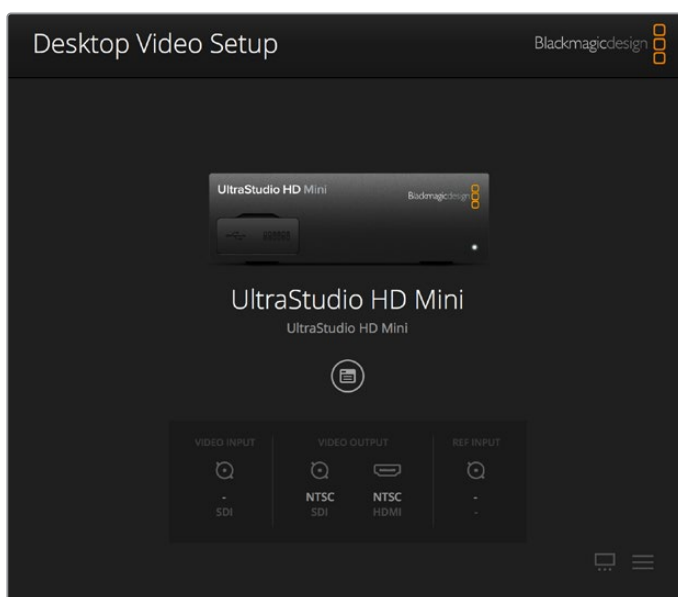 Desktop Video Setup
Blackmagicdesign
UltraStudio HD Mini
Blackmagicdesign
UltraStudio HD Mini
UltraStudio HD Mini
VIDEO INPUT VIDEO OUTPUT REF INPUT
- NTSC NTSC -
SDI SDI HDMI -